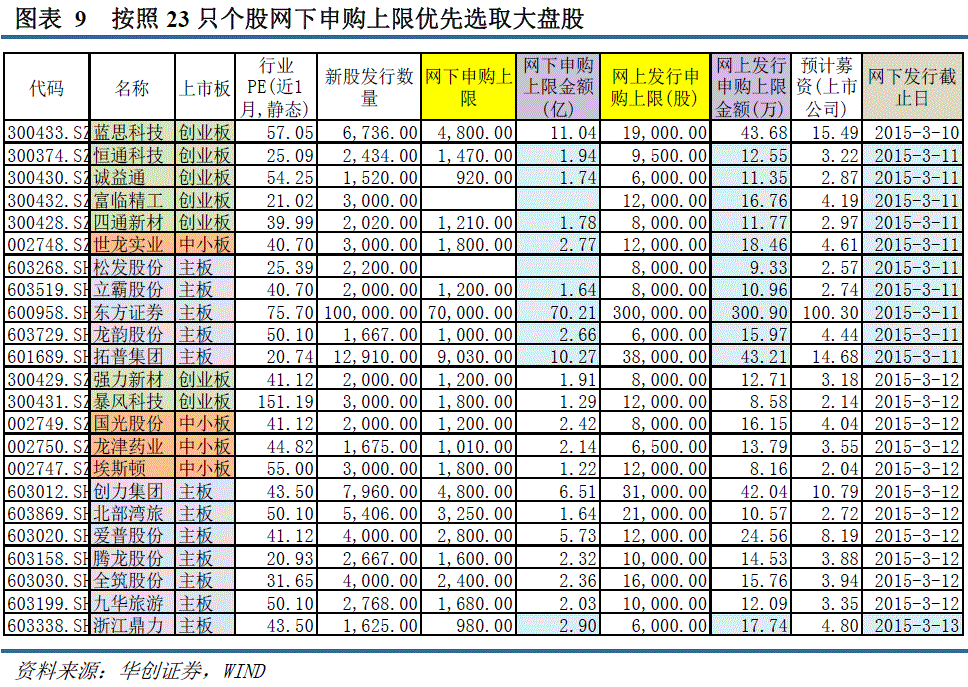 图表 9 按照 23 只个股网下申购上限优先选取大盘股
代码 名称 上市板 行业PE(近1月,静态) 新股发行数量 网下申购上限 网下申购上限金额(亿) 网上发行申购上限(股) 网上发行申购上限金额(万) 预计募资(上市公司) 网下发行截止日
300433.SZ 蓝思科技 创业板 57.05 6,736.00 4,800.00 11.04 19,000.00 43.68 15.49 2015-3-10
300374.SZ 恒通科技 创业板 25.09 2,434.00 1,470.00 1.94 9,500.00 12.55 3.22 2015-3-11
300430.SZ 诚益通 创业板 54.25 1,520.00 920.00 1.74 6,000.00 11.35 2.87 2015-3-11
300432.SZ 富临精工 创业板 21.02 3,000.00 12,000.00 16.76 4.19 2015-3-11
300428.SZ 四通新材 创业板 39.99 2,020.00 1,210.00 1.78 8,000.00 11.77 2.97 2015-3-11
002748.SZ 世龙实业 中小板 40.70 3,000.00 1,800.00 2.77 12,000.00 18.46 4.61 2015-3-11
603268.SH 松发股份 主板 25.39 2,200.00 8,000.00 9.33 2.57 2015-3-11
603519.SH 立霸股份 主板 40.70 2,000.00 1,200.00 1.64 8,000.00 10.96 2.74 2015-3-11
600958.SH 东方证券 主板 75.70 100,000.00 70,000.00 70.21 300,000.00 300.90 100.30 2015-3-11
603729.SH 龙韵股份 主板 50.10 1,667.00 1,000.00 2.66 6,000.00 15.97 4.44 2015-3-11
601689.SH 拓普集团 主板 20.74 12,910.00 9,030.00 10.27 38,000.00 43.21 14.68 2015-3-11
300429.SZ 强力新材 创业板 41.12 2,000.00 1,200.00 1.91 8,000.00 12.71 3.18 2015-3-12
300431.SZ 暴风科技 创业板 151.19 3,000.00 1,800.00 1.29 12,000.00 8.58 2.14 2015-3-12
002749.SZ 国光股份 中小板 41.12 2,000.00 1,200.00 2.42 8,000.00 16.15 4.04 2015-3-12
002750.SZ 龙津药业 中小板 44.82 1,675.00 1,010.00 2.14 6,500.00 13.79 3.55 2015-3-12
002747.SZ 埃斯顿 中小板 55.00 3,000.00 1,800.00 1.22 12,000.00 8.16 2.04 2015-3-12
603012.SH 创力集团 主板 43.50 7,960.00 4,800.00 6.51 31,000.00 42.04 10.79 2015-3-12
603869.SH 北部湾旅 主板 50.10 5,406.00 3,250.00 1.64 21,000.00 10.57 2.72 2015-3-12
603020.SH 爱普股份 主板 41.12 4,000.00 2,800.00 5.73 12,000.00 24.56 8.19 2015-3-12
603158.SH 腾龙股份 主板 20.93 2,667.00 1,600.00 2.32 10,000.00 14.53 3.88 2015-3-12
603030.SH 全筑股份 主板 31.65 4,000.00 2,400.00 2.36 16,000.00 15.76 3.94 2015-3-12
603199.SH 九华旅游 主板 50.10 2,768.00 1,680.00 2.03 10,000.00 12.09 3.35 2015-3-12
603338.SH 浙江鼎力 主板 43.50 1,625.00 980.00 2.90 6,000.00 17.74 4.80 2015-3-13
资料来源：华创证券，WIND